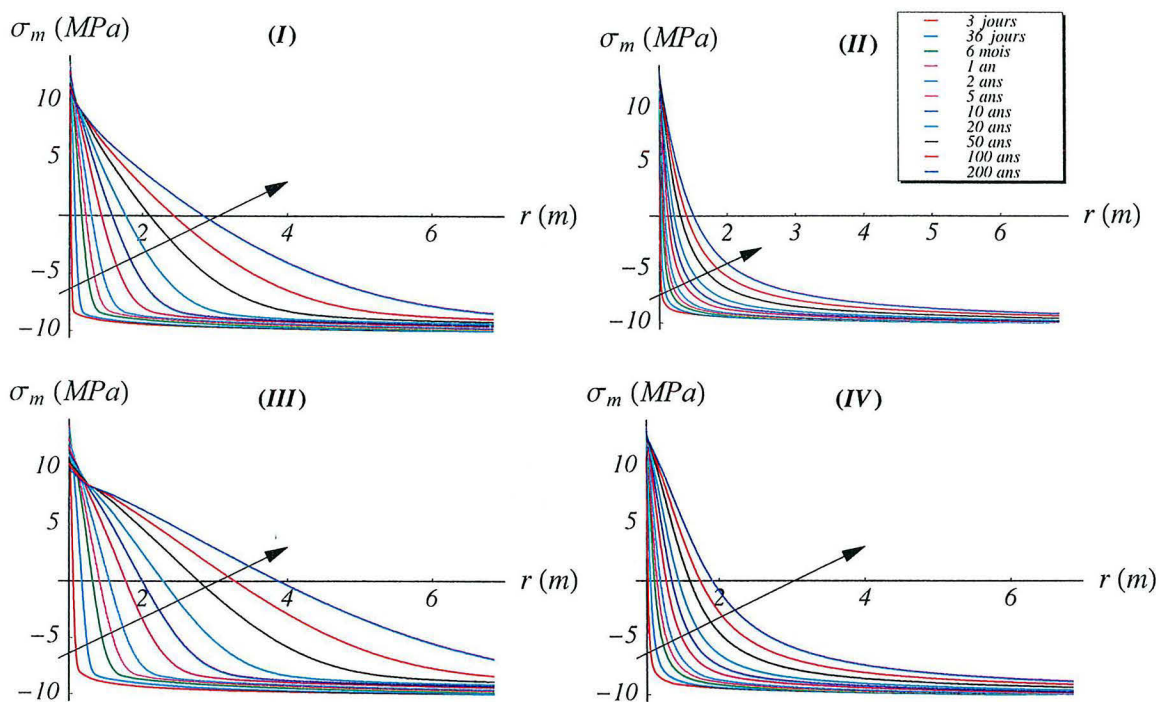 σm (MPa)
(I)
10
5
−5
−10
2
4
6
r (m)
σm (MPa)
(II)
10
5
−5
−10
1
2
3
4
5
6
r (m)
3 jours
36 jours
6 mois
1 an
2 ans
5 ans
10 ans
20 ans
50 ans
100 ans
200 ans
σm (MPa)
(III)
10
5
−5
−10
2
4
6
r (m)
σm (MPa)
(IV)
10
5
−5
−10
2
4
6
r (m)